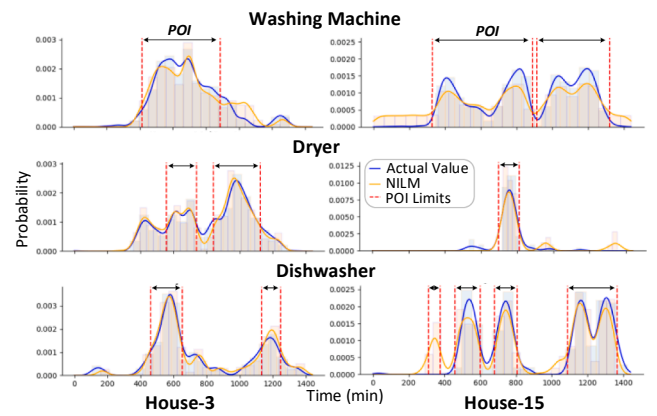 Washing Machine
POI
POI
0.003
0.002
0.001
0.000
0.0025
0.0020
0.0015
0.0010
0.0005
0.0000
Dryer
0.003
0.002
0.001
0.000
0.0125
0.0100
0.0075
0.0050
0.0025
0.0000
Actual Value
NILM
POI Limits
Probability
Dishwasher
0.003
0.002
0.001
0.000
0.0025
0.0020
0.0015
0.0010
0.0005
0.0000
0 200 400 600 800 1000 1200 1400
0 200 400 600 800 1000 1200 1400
House-3 Time (min) House-15